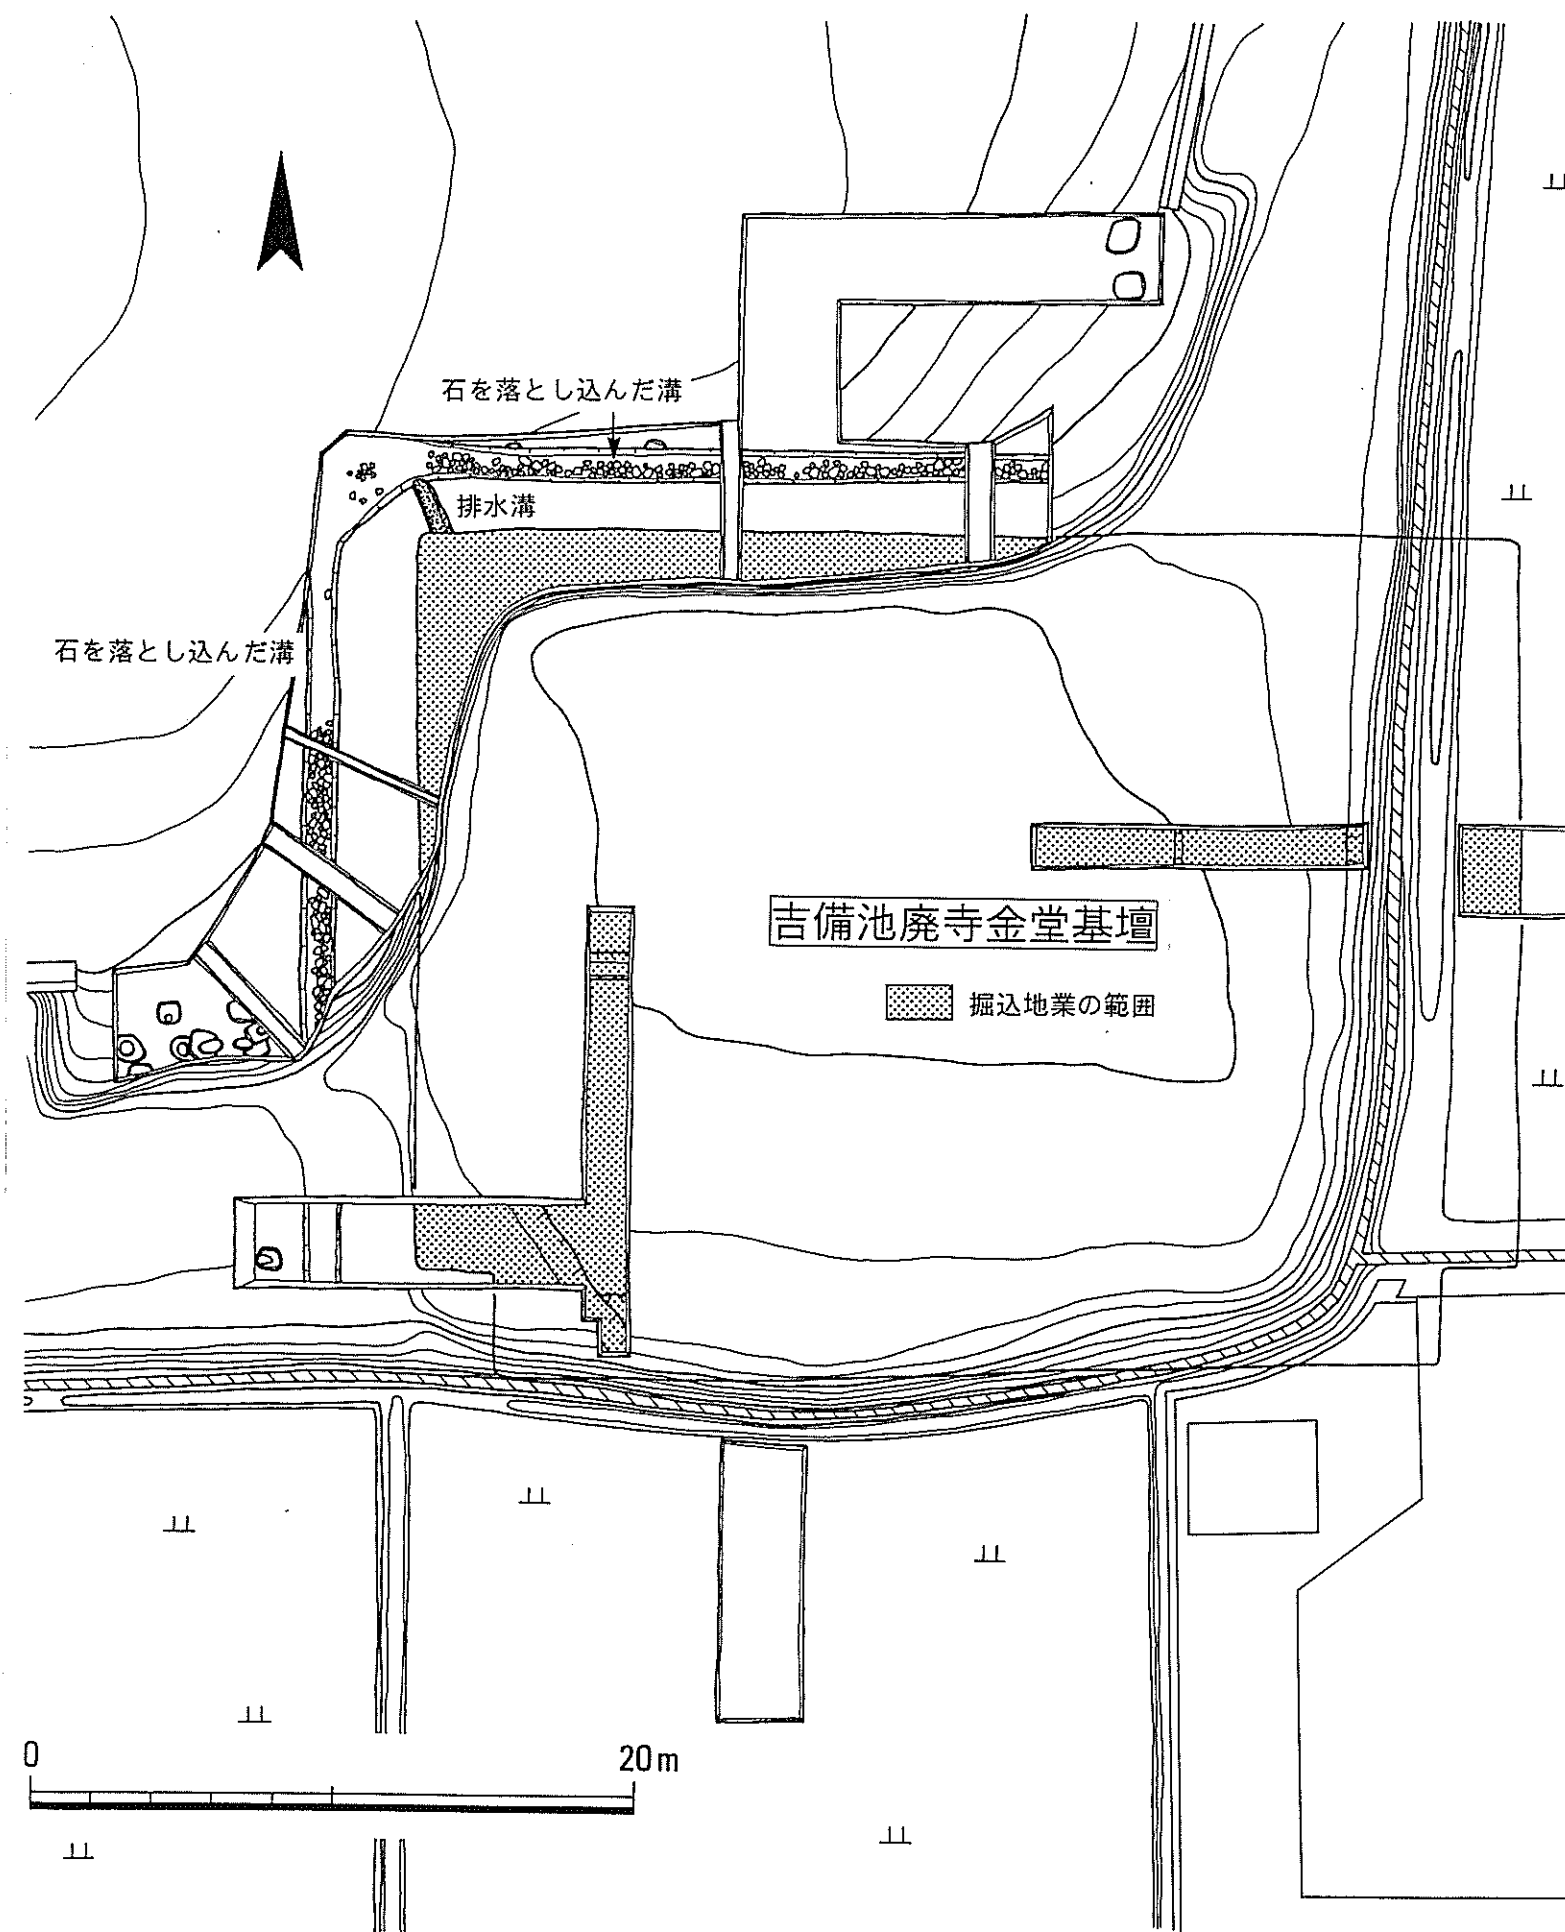 石を落とし込んだ溝
排水溝
石を落とし込んだ溝
吉備池廃寺金堂基壇
掘込地業の範囲
0 20m